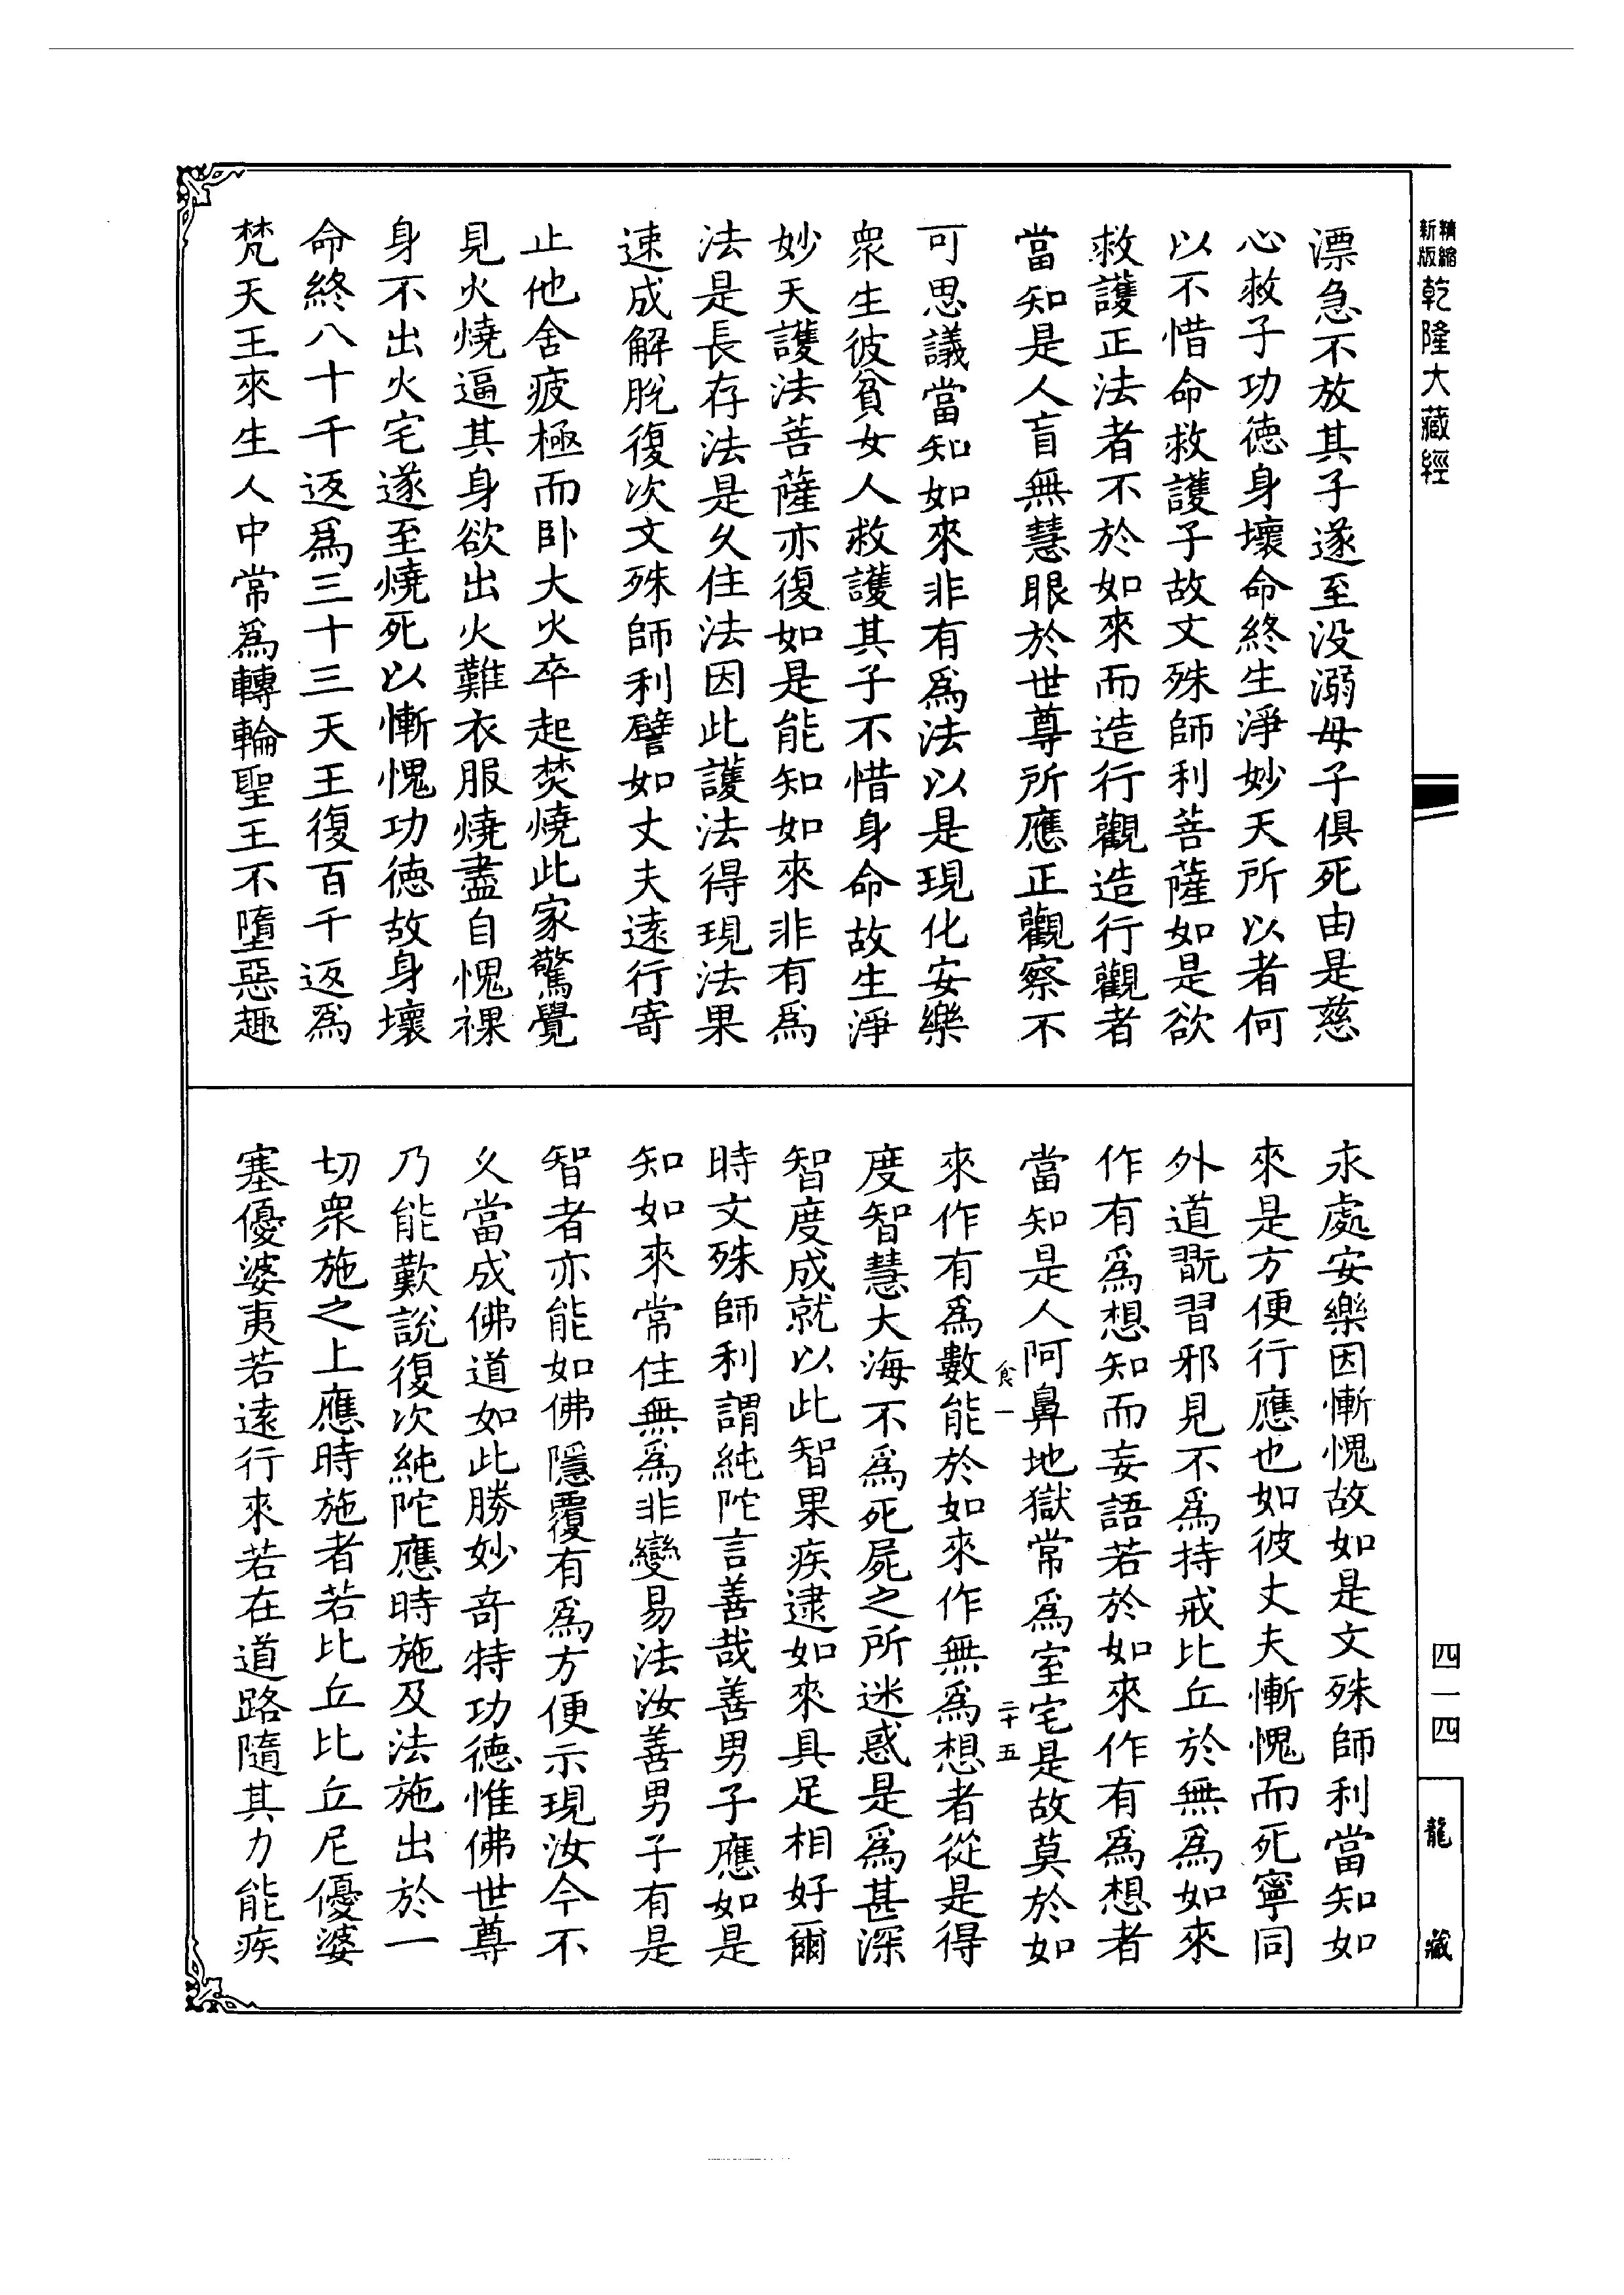 精縮
新版
乾隆大藏經
漂急不放其子遂至没溺母子俱死由是慈
心救子功德身壞命終生淨妙天所以者何
以不惜命救護子故文殊師利菩薩如是欲
救護正法者不於如來而造行觀造行觀者
當知是人盲無慧眼於世尊所應正觀察不
可思議當知如來非有爲法以是現化安樂
衆生彼貧女人救護其子不惜身命故生淨
妙天護法菩薩亦復如是能知如來非有爲
法是長存法是久住法因此護法得現法果
速成解脫復次文殊師利譬如丈夫遠行寄
止他舍疲極而卧大火卒起焚燒此家驚覺
見火燒逼其身欲出火難衣服燒盡自愧裸
身不出火宅遂至燒死以慚愧功德故身壞
命終八十千返爲三十三天王復百千返爲
梵天王來生人中常爲轉輪聖王不墮惡趣
永處安樂因慚愧故如是文殊師利當知如
來是方便行應也如彼丈夫慚愧而死寧同
外道翫習邪見不爲持戒比丘於無爲如來
作有爲想知而妄語若於如來作有爲想者
當知是人阿鼻地獄常爲室宅是故莫於如
食一
二十五
來作有爲數能於如來作無爲想者從是得
度智慧大海不爲死屍之所迷惑是爲甚深
智度成就以此智果疾逮如來具足相好爾
時文殊師利謂純陀言善哉善男子應如是
知如來常住無爲非變易法汝善男子有是
智者亦能如佛隱覆有爲方便示現汝今不
久當成佛道如此勝妙奇特功德惟佛世尊
乃能歎說復次純陀應時施及法施出於一
切衆施之上應時施者若比丘比丘尼優婆
塞優婆夷若遠行來若在道路隨其力能疾
四一四
龍藏